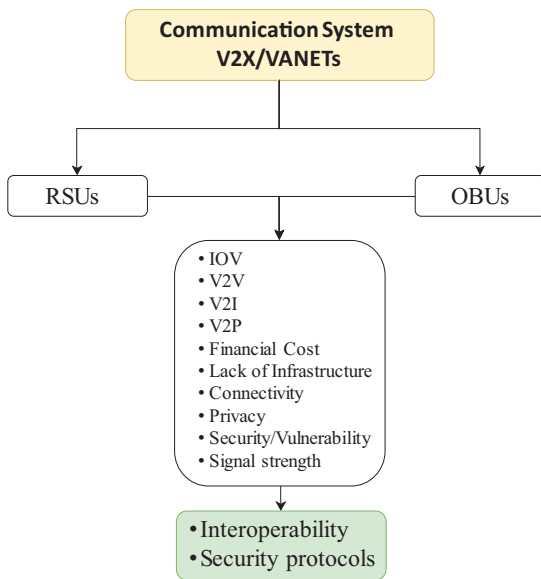 Communication System
V2X/VANETs
RSUs
OBUs
• IOV
• V2V
• V2I
• V2P
• Financial Cost
• Lack of Infrastructure
• Connectivity
• Privacy
• Security/Vulnerability
• Signal strength
• Interoperability
• Security protocols